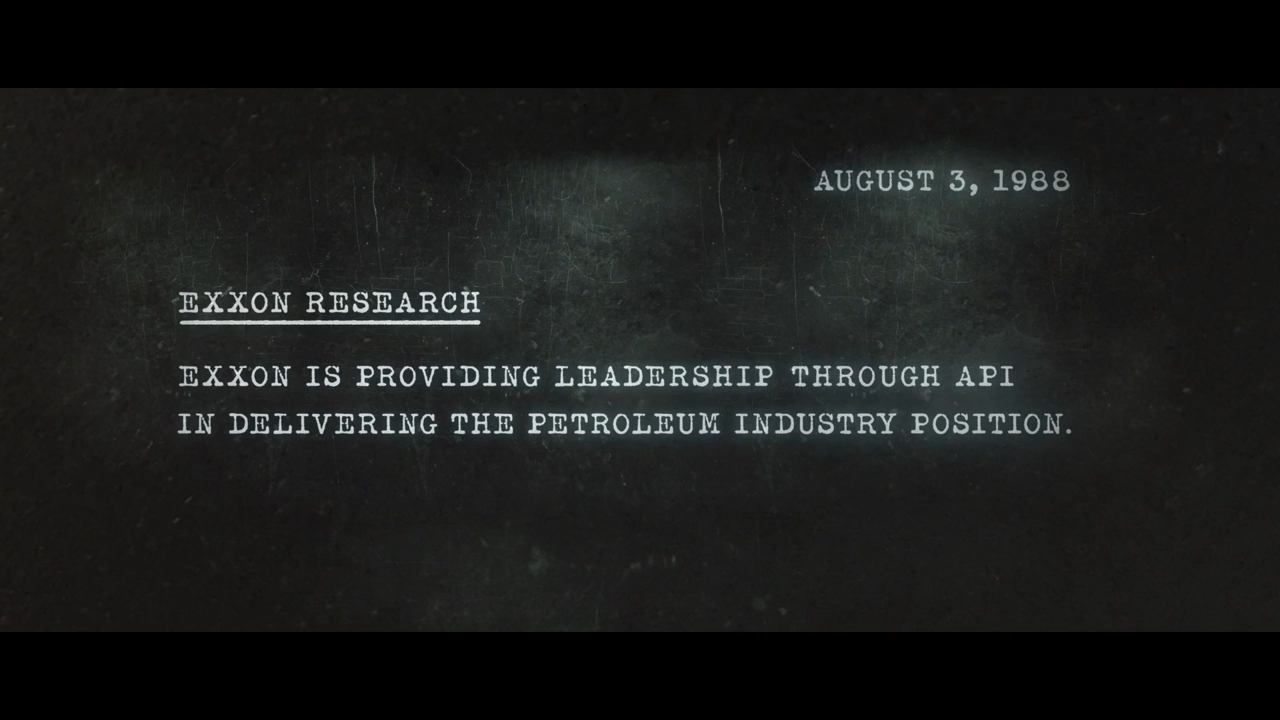 AUGUST 3, 1988
EXXON RESEARCH
EXXON IS PROVIDING LEADERSHIP THROUGH API
IN DELIVERING THE PETROLEUM INDUSTRY POSITION.